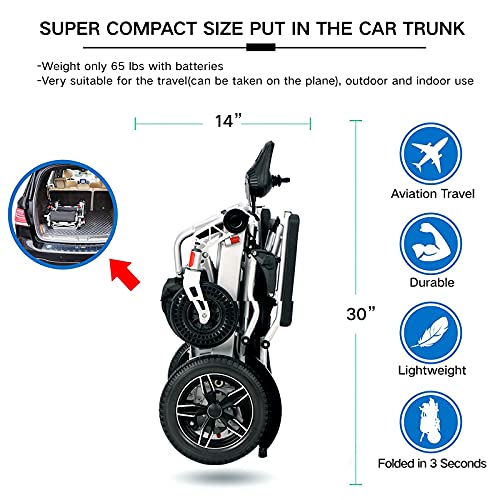 SUPER COMPACT SIZE PUT IN THE CAR TRUNK
-Weight only 65 lbs with batteries
-Very suitable for the travel(can be taken on the plane), outdoor and indoor use
14”
Aviation Travel
Durable
30”
Lightweight
Folded in 3 Seconds